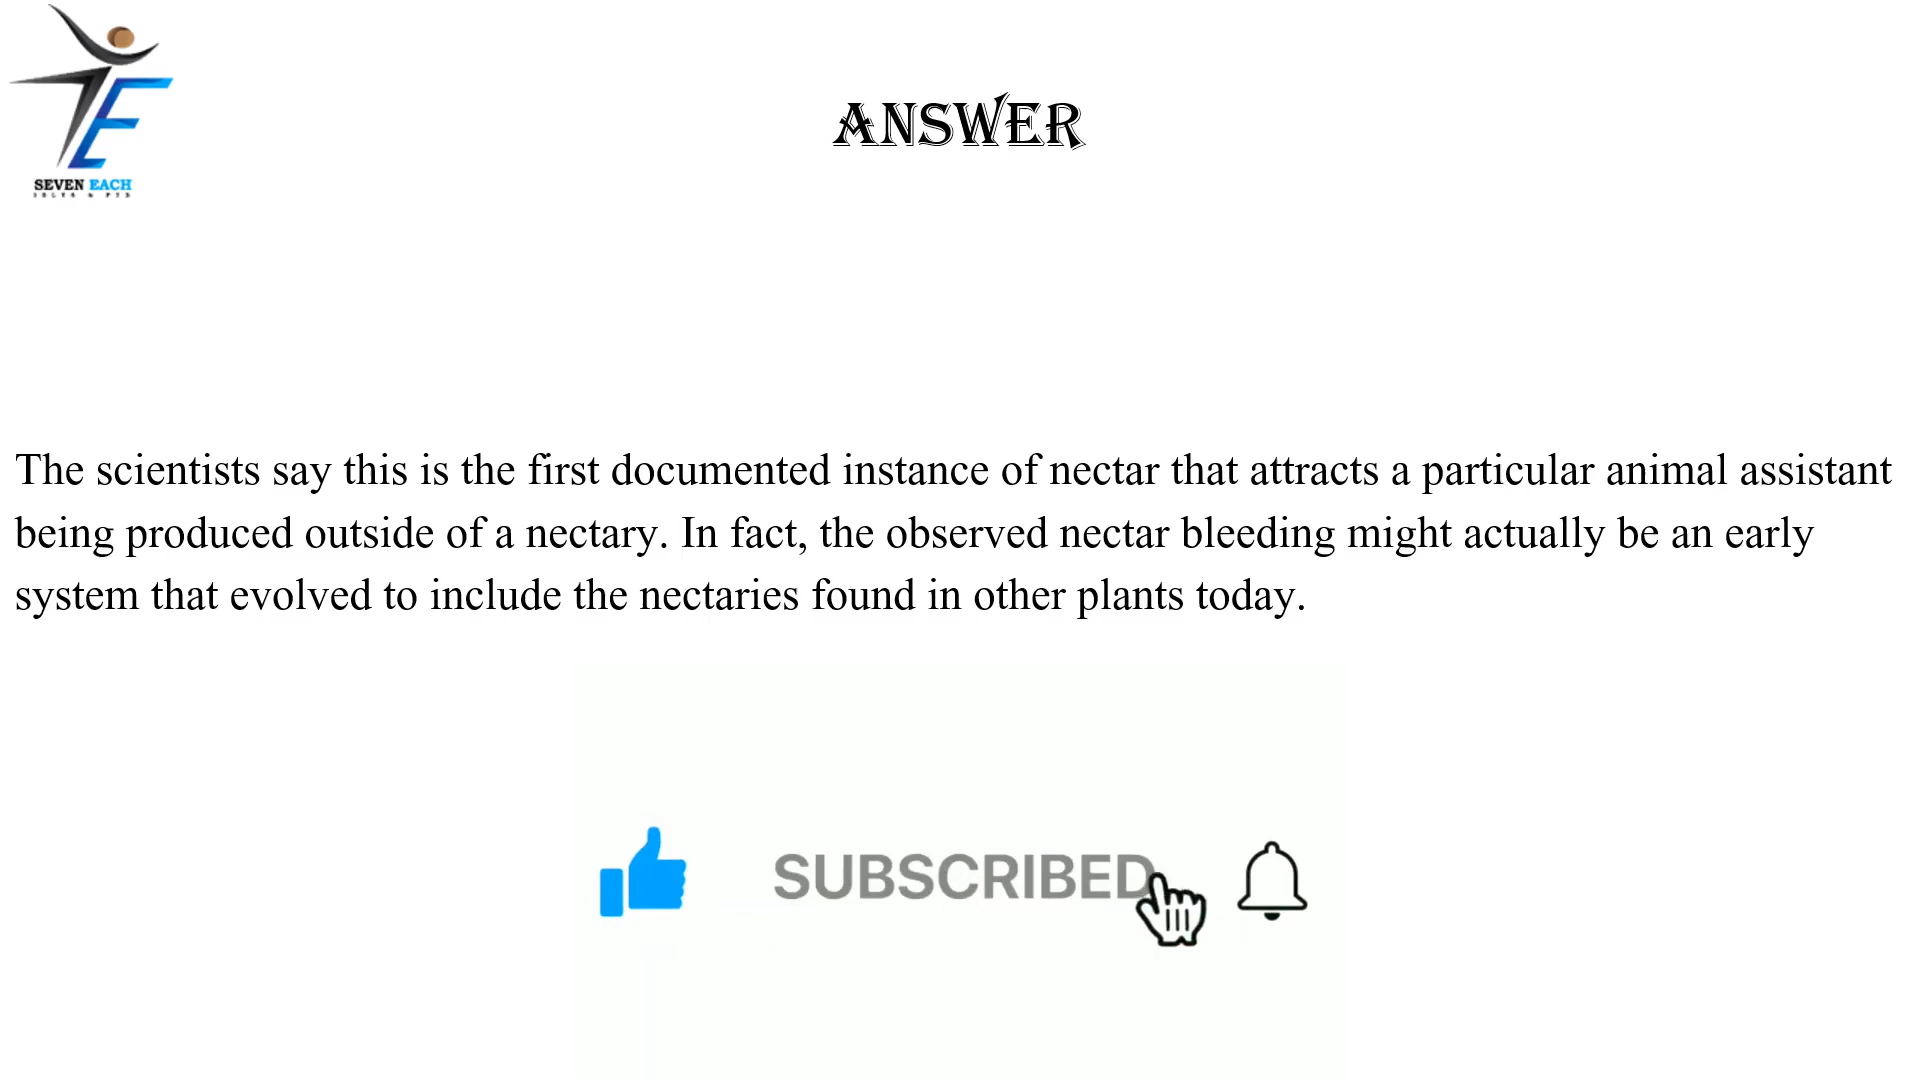 SEVEN EACH
IELTS & PTE
ANSWER
The scientists say this is the first documented instance of nectar that attracts a particular animal assistant
being produced outside of a nectary. In fact, the observed nectar bleeding might actually be an early
system that evolved to include the nectaries found in other plants today.
SUBSCRIBED